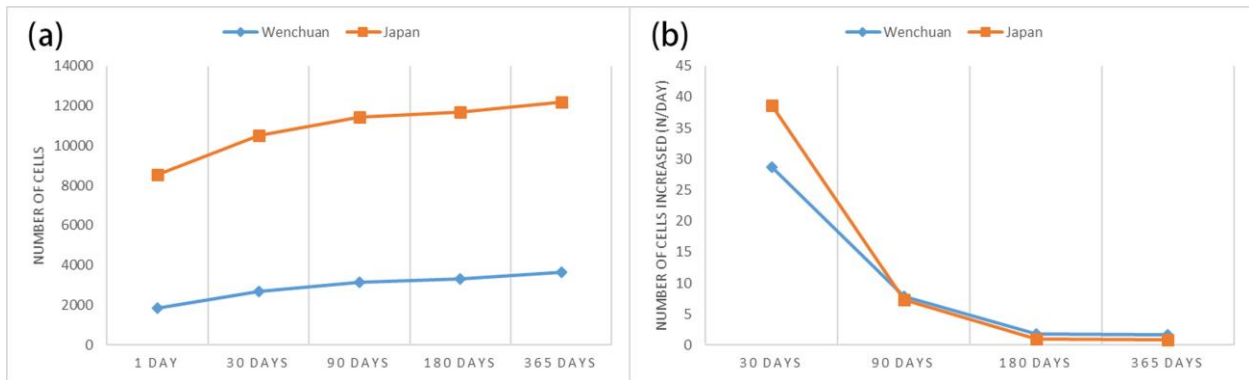 (a)
Wenchuan Japan
NUMBER OF CELLS
14000
12000
10000
8000
6000
4000
2000
0
1 DAY 30 DAYS 90 DAYS 180 DAYS 365 DAYS
(b)
Wenchuan Japan
NUMBER OF CELLS INCREASED (N/DAY)
45
40
35
30
25
20
15
10
5
0
30 DAYS 90 DAYS 180 DAYS 365 DAYS